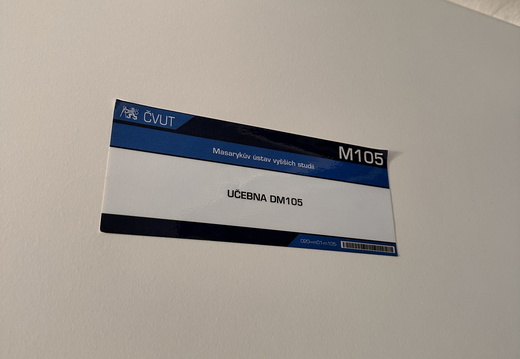 ČVUT
M105
Masarykův ústav vyšších studií
UČEBNA DM105